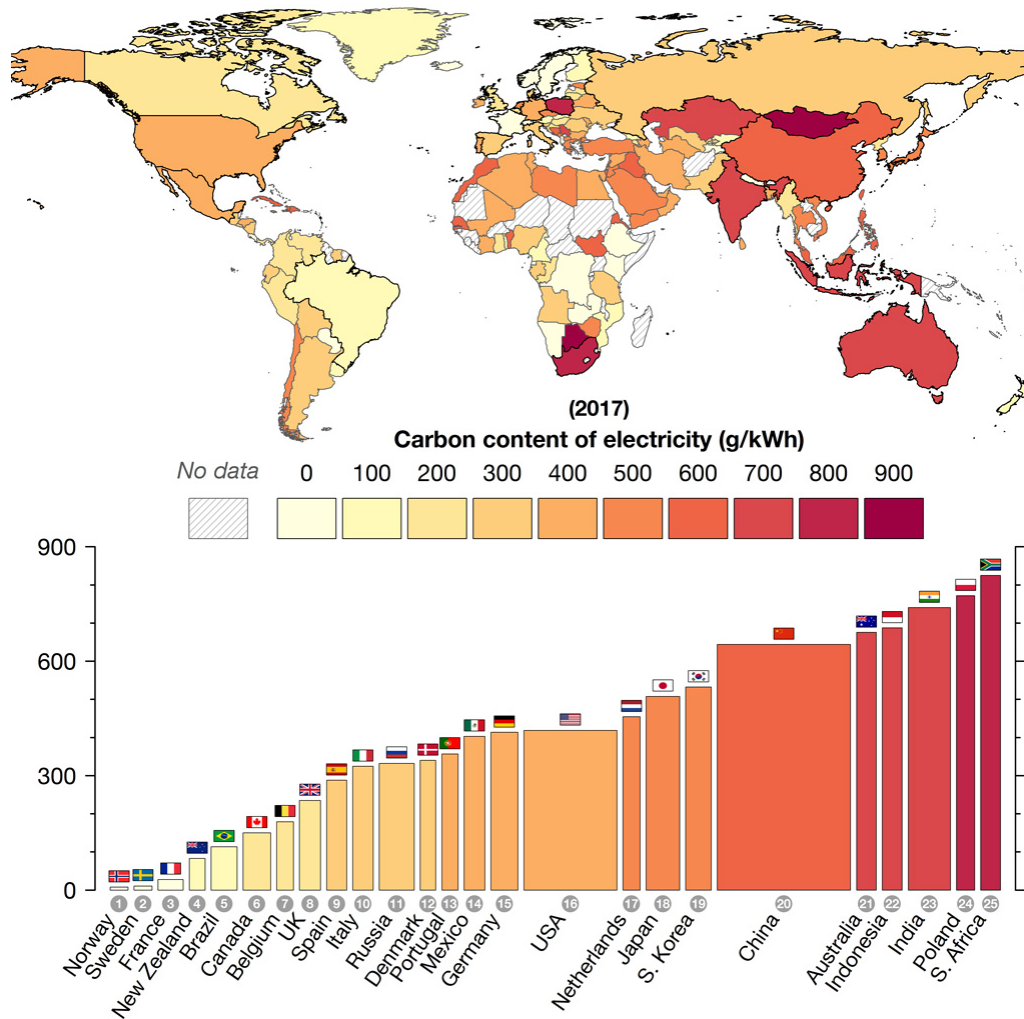 (2017)
Carbon content of electricity (g/kWh)
No data 0 100 200 300 400 500 600 700 800 900
900
600
300
0
1 2 3 4 5 6 7 8 9 10 11 12 13 14 15 16 17 18 19 20 21 22 23 24 25
Norway
Sweden
France
New Zealand
Brazil
Canada
Belgium
UK
Spain
Italy
Russia
Denmark
Portugal
Mexico
Germany
USA
Netherlands
Japan
S. Korea
China
Australia
Indonesia
India
Poland
S. Africa